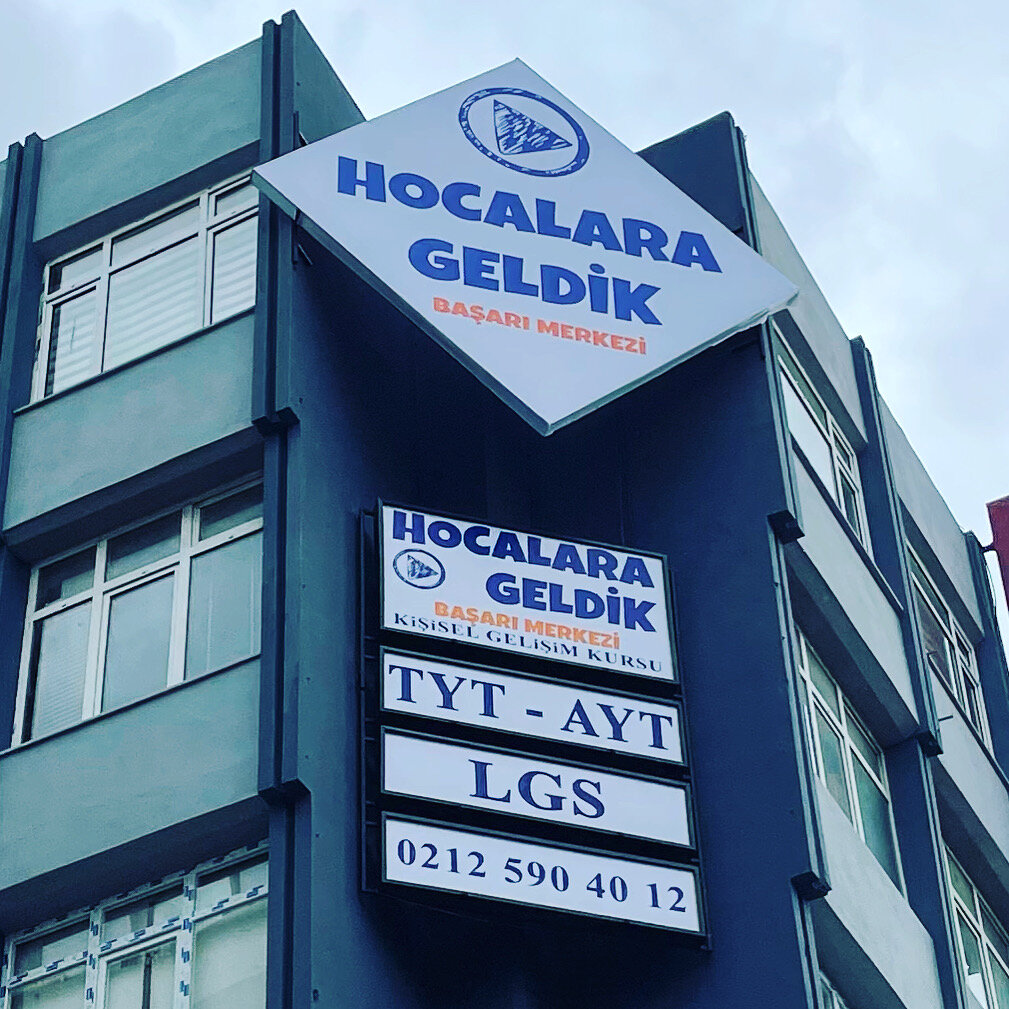 HOCALARA
GELDİK
BAŞARI MERKEZİ
HOCALARA
GELDİK
BAŞARI MERKEZİ
KİŞİSEL GELİŞİM KURSU
TYT - AYT
LGS
0212 590 40 12